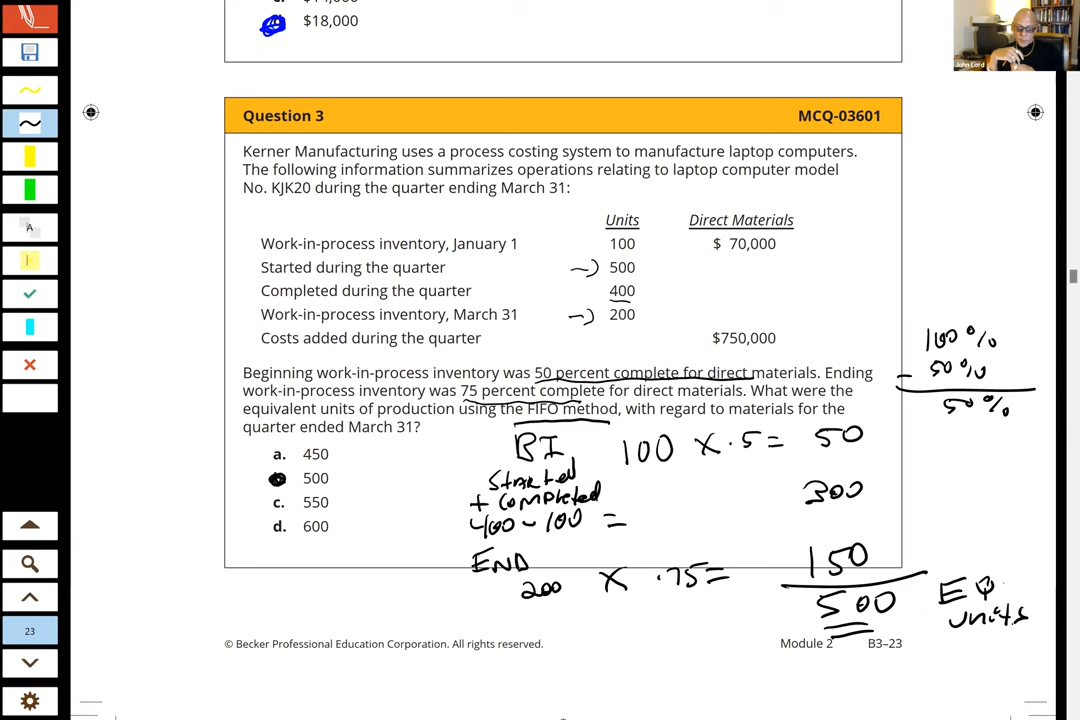 $18,000
John Lord
Question 3 MCQ-03601
Kerner Manufacturing uses a process costing system to manufacture laptop computers.
The following information summarizes operations relating to laptop computer model
No. KJK20 during the quarter ending March 31:
Units Direct Materials
Work-in-process inventory, January 1 100 $ 70,000
Started during the quarter 500
Completed during the quarter 400
Work-in-process inventory, March 31 200
Costs added during the quarter $750,000
100%
- 50%
50%
Beginning work-in-process inventory was 50 percent complete for direct materials. Ending
work-in-process inventory was 75 percent complete for direct materials. What were the
equivalent units of production using the FIFO method, with regard to materials for the
quarter ended March 31?
a. 450
500
c. 550
d. 600
BI 100 x .5 = 50
Started
+ Completed 300
400 - 100 =
END
200 x .75 = 150
500 EQ
units
© Becker Professional Education Corporation. All rights reserved. Module 2 B3–23
A
23